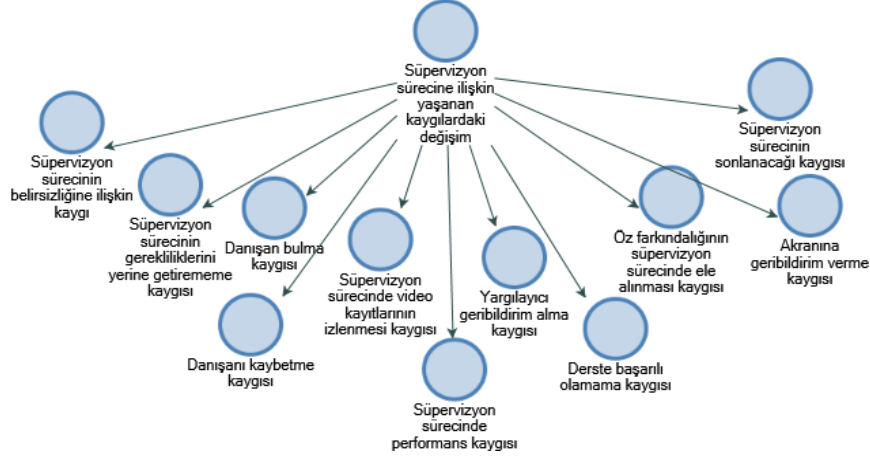 Süpervizyon
sürecine ilişkin
yaşanan
kaygılardaki
değişim
Süpervizyon
sürecinin
belirsizliğine ilişkin
kaygı
Süpervizyon
sürecinin
gerekliliklerini
yerine getirememe
kaygısı
Danışan bulma
kaygısı
Danışanı kaybetme
kaygısı
Süpervizyon
sürecinde video
kayıtlarının
izlenmesi kaygısı
Süpervizyon
sürecinde
performans kaygısı
Yargılayıcı
geribildirim alma
kaygısı
Derste başarılı
olamama kaygısı
Öz farkındalığının
süpervizyon
sürecinde ele
alınması kaygısı
Akranına
geribildirim verme
kaygısı
Süpervizyon
sürecinin
sonlanacağı kaygısı